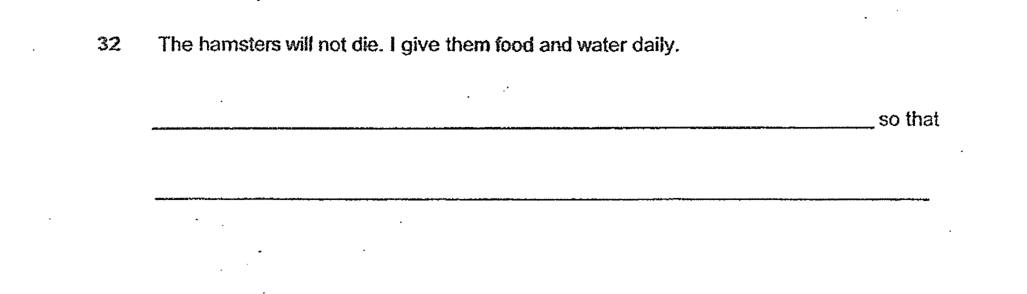 32 The hamsters will not die. I give them food and water daily.
so that